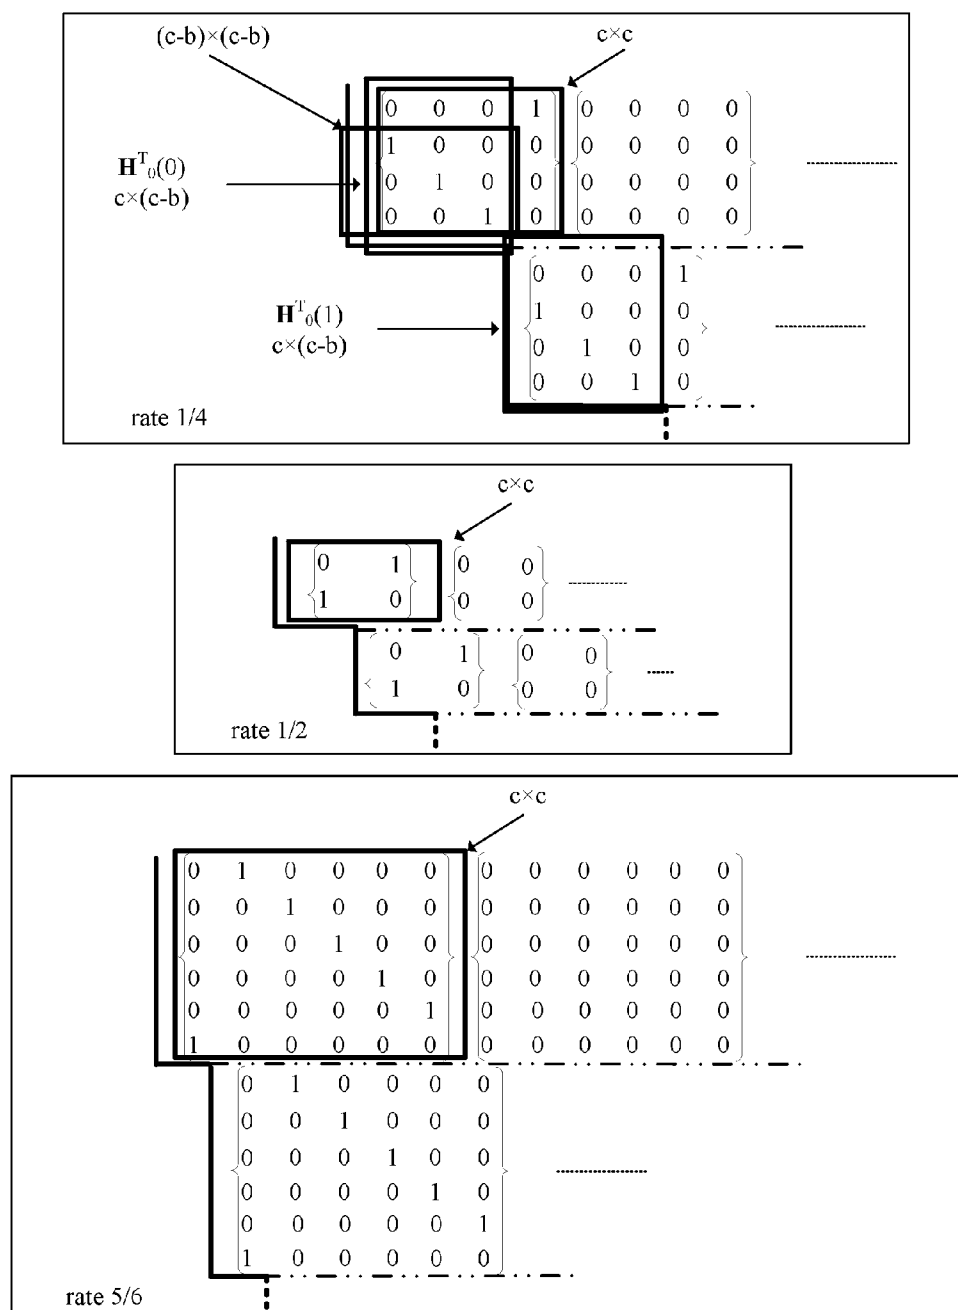 (c-b)×(c-b)
c×c
0 0 0 1 0 0 0 0
1 0 0 0 0 0 0 0
0 1 0 0 0 0 0 0
0 0 1 0 0 0 0 0
H^T_0(0)
c×(c-b)
0 0 0 1
1 0 0 0
0 1 0 0
0 0 1 0
H^T_0(1)
c×(c-b)
rate 1/4
c×c
0 1 0 0
1 0 0 0
0 1 0 0
1 0 0 0
rate 1/2
c×c
0 1 0 0 0 0 0 0 0 0 0 0
0 0 1 0 0 0 0 0 0 0 0 0
0 0 0 1 0 0 0 0 0 0 0 0
0 0 0 0 1 0 0 0 0 0 0 0
0 0 0 0 0 1 0 0 0 0 0 0
1 0 0 0 0 0 0 0 0 0 0 0
0 1 0 0 0 0
0 0 1 0 0 0
0 0 0 1 0 0
0 0 0 0 1 0
0 0 0 0 0 1
1 0 0 0 0 0
rate 5/6